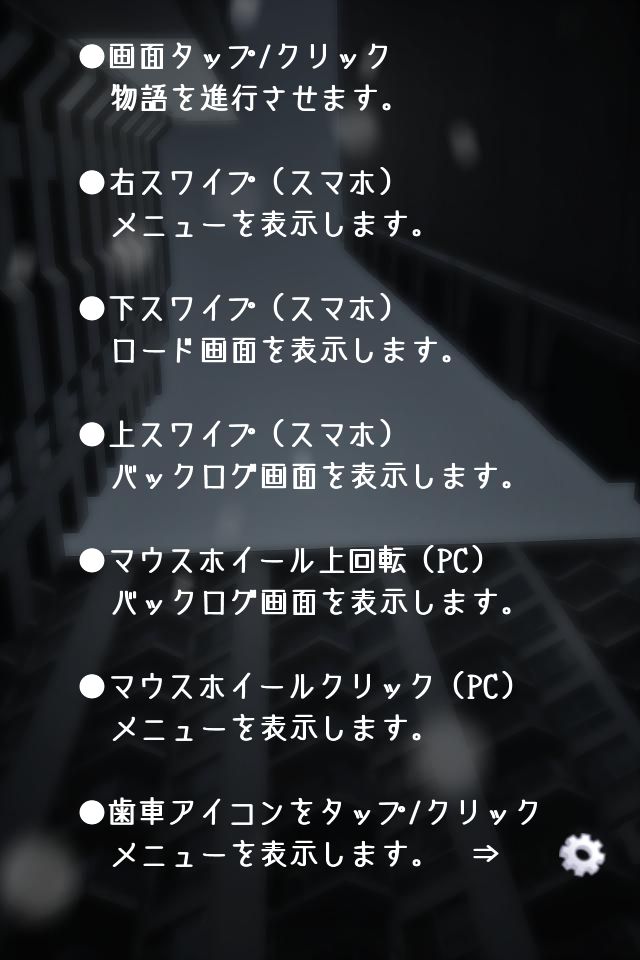 ●画面タップ/クリック
物語を進行させます。
●右スワイプ（スマホ）
メニューを表示します。
●下スワイプ（スマホ）
ロード画面を表示します。
●上スワイプ（スマホ）
バックログ画面を表示します。
●マウスホイール上回転（PC）
バックログ画面を表示します。
●マウスホイールクリック（PC）
メニューを表示します。
●歯車アイコンをタップ/クリック
メニューを表示します。　⇒